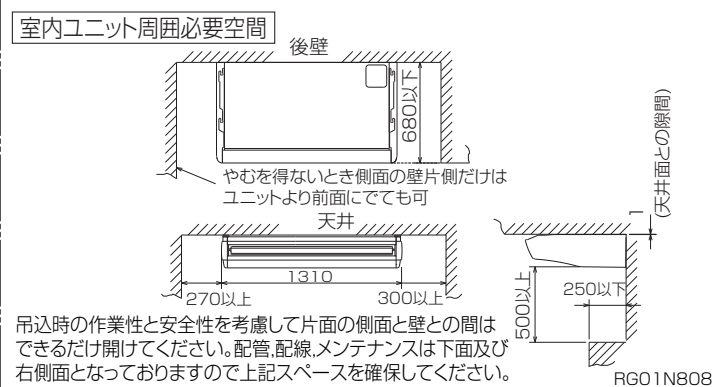 室内ユニット周囲必要空間
後壁
680以下
やむを得ないとき側面の壁片側だけは
ユニットより前面にでても可
天井
1310
270以上
300以上
1
(天井面との隙間)
500以上
250以下
吊込時の作業性と安全性を考慮して片面の側面と壁との間は
できるだけ開けてください。配管,配線,メンテナンスは下面及び
右側面となっておりますので上記スペースを確保してください。
RG01N808